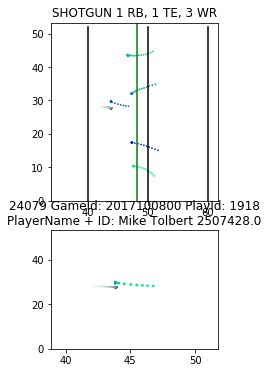 SHOTGUN 1 RB, 1 TE, 3 WR
50
40
30
20
10
0
40 50 60
24079 GameId: 2017100800 PlayId: 1918
PlayerName + ID: Mike Tolbert 2507428.0
40
20
0
40 45 50